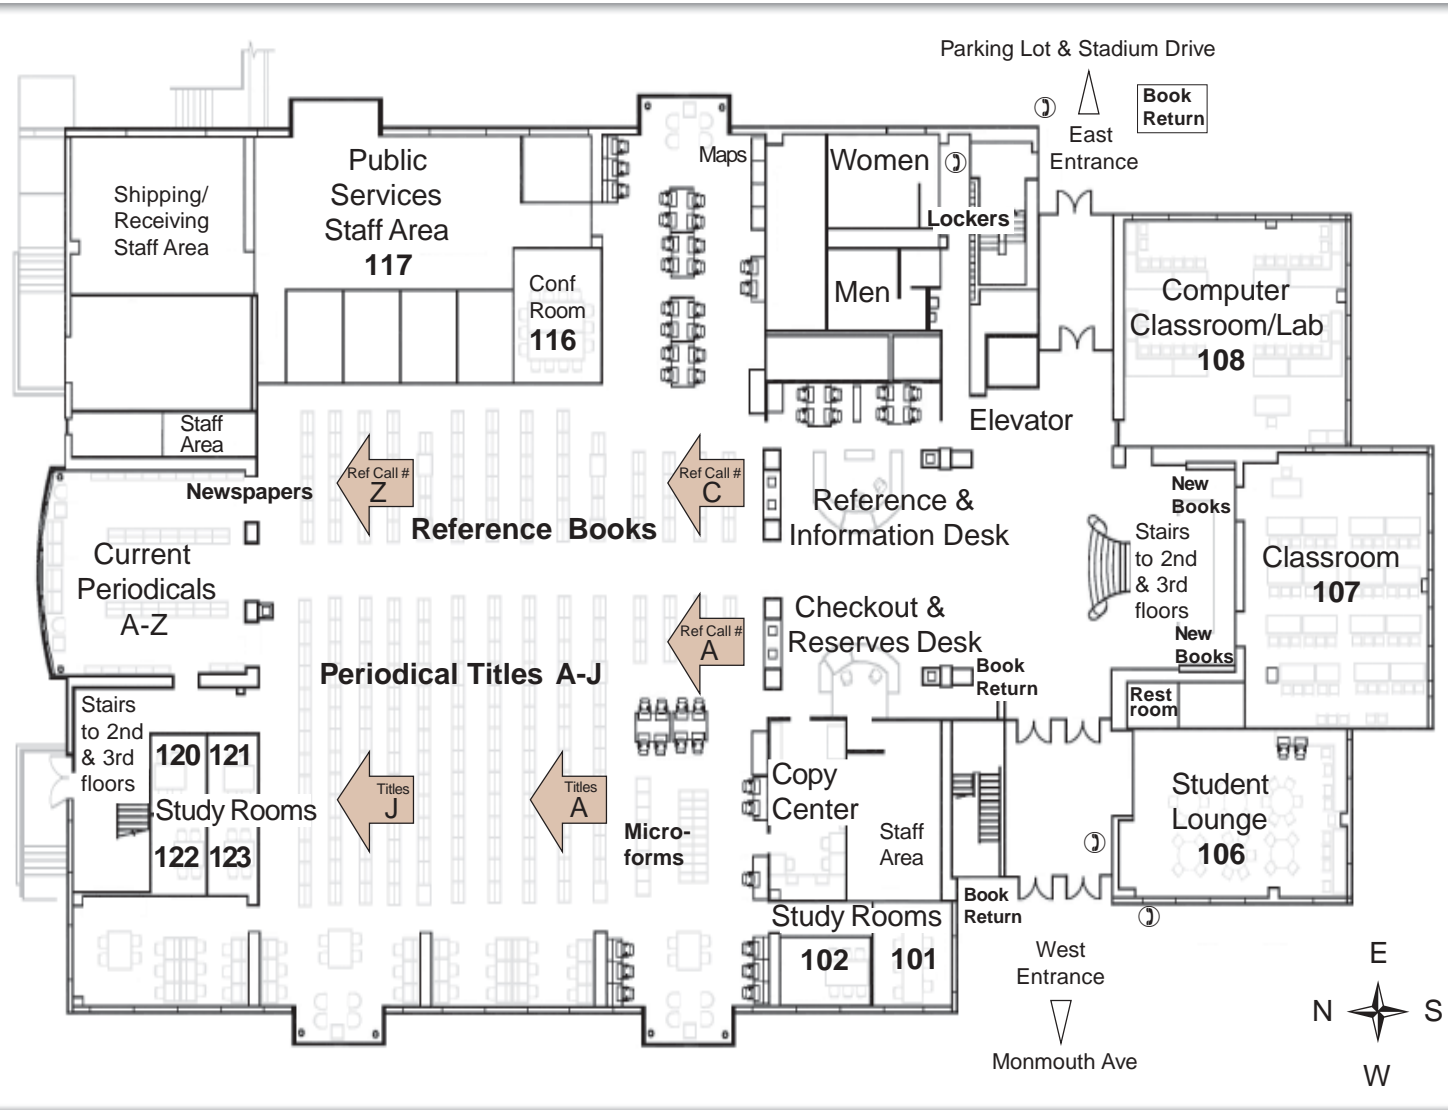 Parking Lot & Stadium Drive
Book
Return
East
Entrance
Maps
Women
Lockers
Men
Shipping/
Receiving
Staff Area
Public
Services
Staff Area
117
Conf
Room
116
Computer
Classroom/Lab
108
Elevator
Staff
Area
Newspapers
Ref Call #
Z
Ref Call #
C
Reference Books
Reference &
Information Desk
New
Books
Stairs
to 2nd
& 3rd
floors
New
Books
Classroom
107
Current
Periodicals
A-Z
Ref Call #
A
Checkout &
Reserves Desk
Book
Return
Rest
room
Periodical Titles A-J
Stairs
to 2nd
& 3rd
floors
120
121
Study Rooms
122
123
Titles
J
Titles
A
Micro-
forms
Copy
Center
Staff
Area
Student
Lounge
106
Study Rooms
102
101
Book
Return
West
Entrance
Monmouth Ave
E
N
S
W